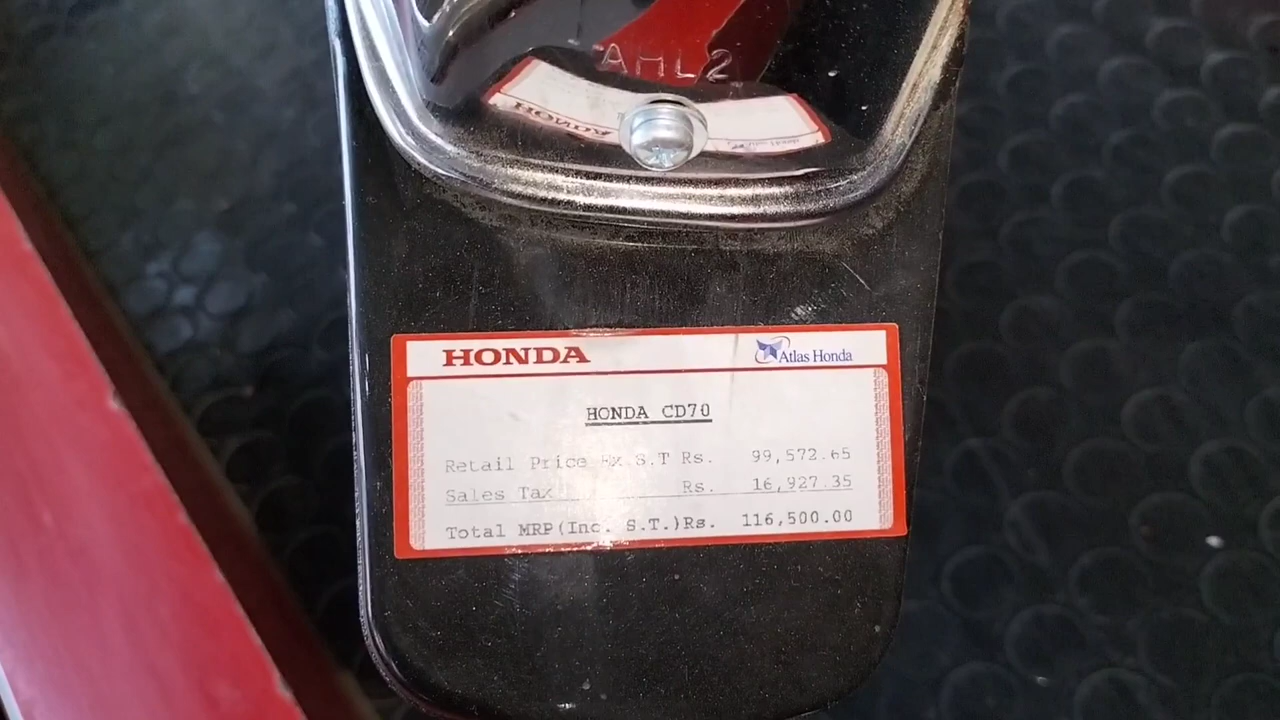 AHL2
HONDA
HONDA Atlas Honda
HONDA CD70
Retail Price Ex S.T Rs. 99,572.65
Sales Tax Rs. 16,927.35
Total MRP(Inc. S.T.)Rs. 116,500.00